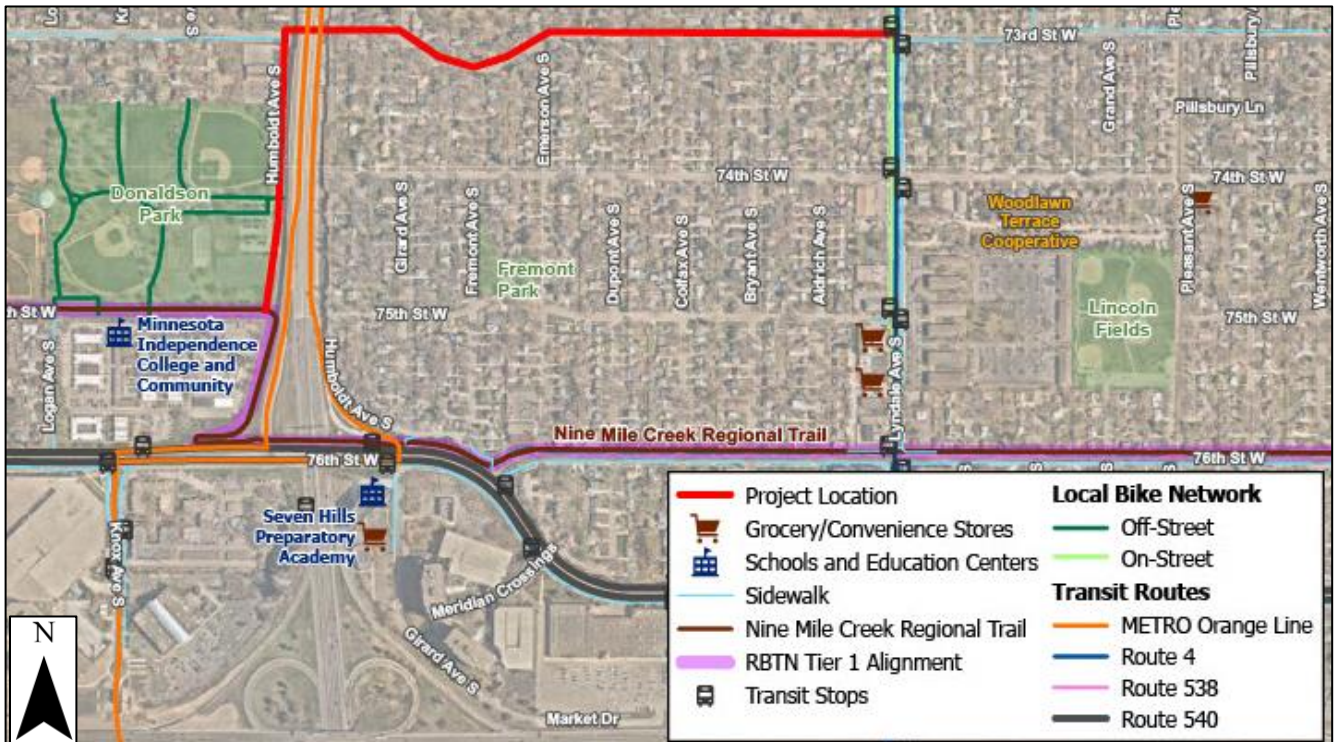 Lo
Kn
e S
Ple
Pillsbury
73rd St W
Humboldt Ave S
Emerson Ave S
Grand Ave S
Pillsbury Ln
Donaldson
Park
74th St W
74th St W
Girard Ave S
Fremont Ave S
Fremont
Park
Dupont Ave S
Colfax Ave S
Bryant Ave S
Aldrich Ave S
Woodlawn
Terrace
Cooperative
Pleasant Ave S
Wentworth Ave S
Lincoln
Fields
h St W
75th St W
75th St W
Minnesota
Independence
College and
Community
Logan Ave S
Humboldt Ave S
Lyndale Ave S
Nine Mile Creek Regional Trail
76th St W
76th St W
Seven Hills
Preparatory
Academy
Knox Ave S
Meridian Crossings
Girard Ave S
Market Dr
N
Project Location
Grocery/Convenience Stores
Schools and Education Centers
Sidewalk
Nine Mile Creek Regional Trail
RBTN Tier 1 Alignment
Transit Stops
Local Bike Network
Off-Street
On-Street
Transit Routes
METRO Orange Line
Route 4
Route 538
Route 540